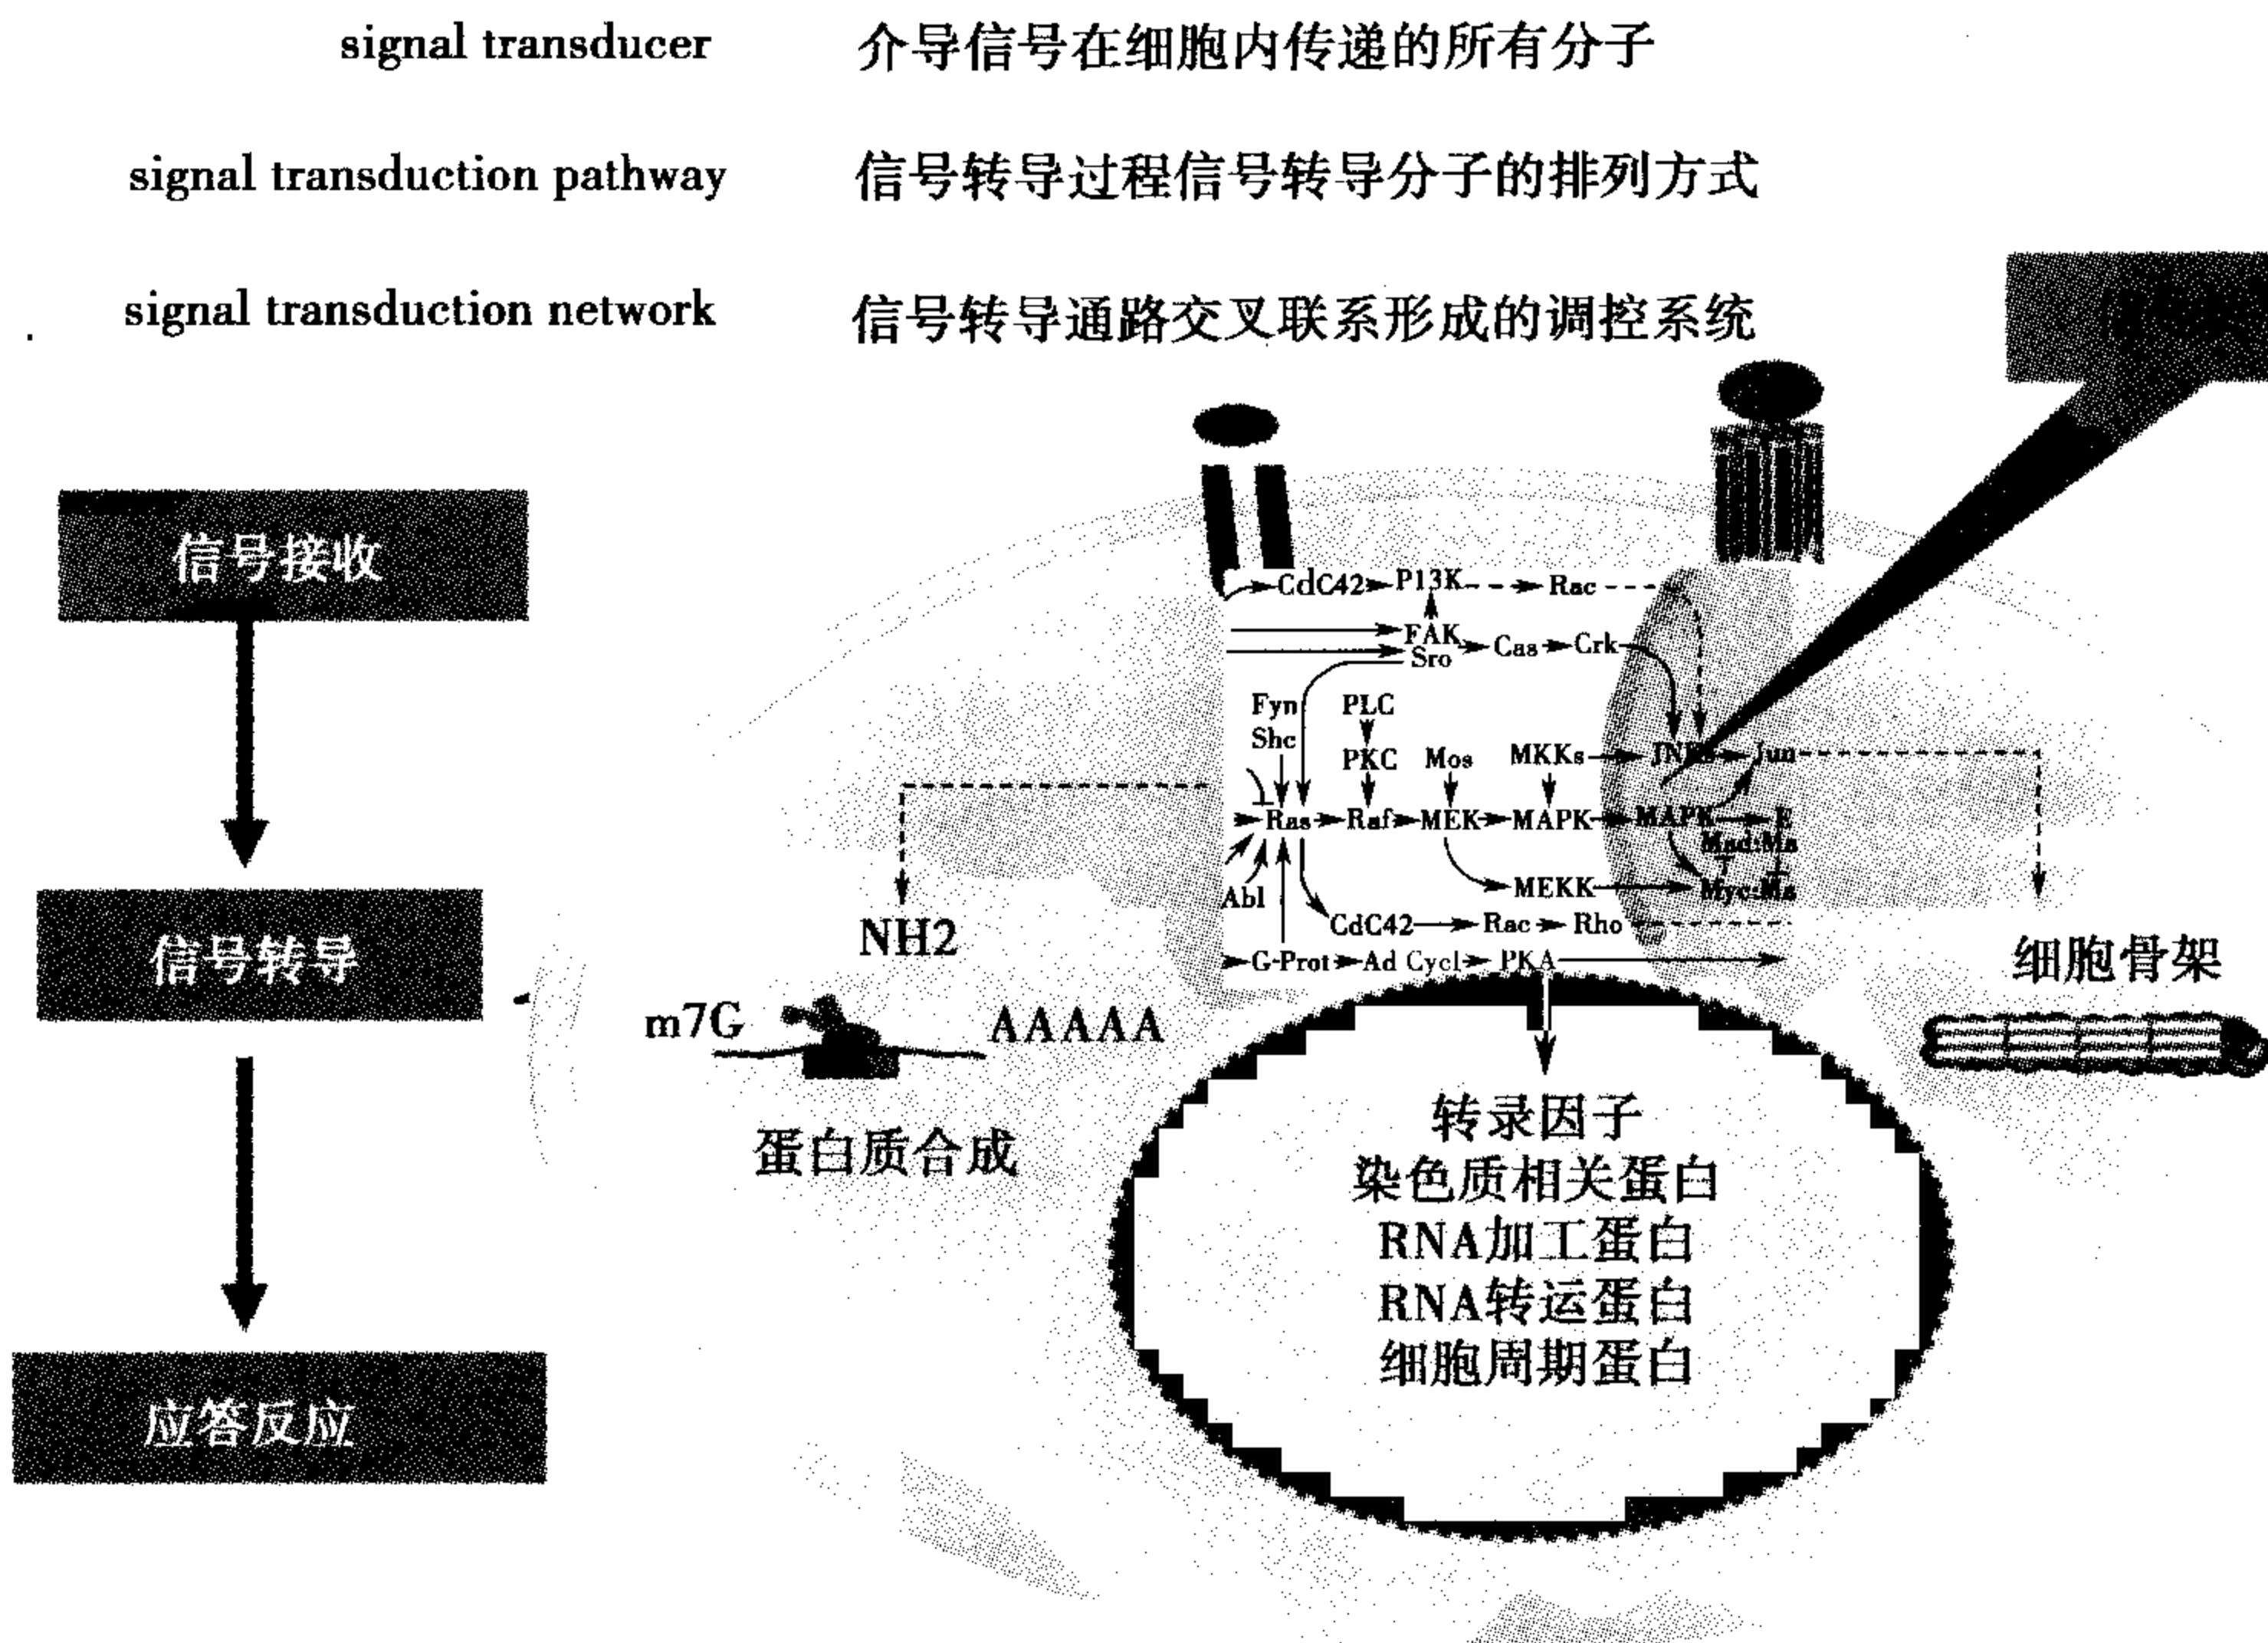 signal transducer 介导信号在细胞内传递的所有分子
signal transduction pathway 信号转导过程信号转导分子的排列方式
signal transduction network 信号转导通路交叉联系形成的调控系统
信号接收
信号转导
应答反应
CdC42 P13K Rac
FAK
Sro Cas Crk
Fyn PLC
Shc
PKC Mos MKKs Jun
Ras Raf MEK MAPK MAPK E
Mad:Ma
Abl MEKK Myc:Ma
CdC42 Rac Rho
G-Prot Ad Cycl PKA
NH2
m7G AAAAA
蛋白质合成
细胞骨架
转录因子
染色质相关蛋白
RNA加工蛋白
RNA转运蛋白
细胞周期蛋白